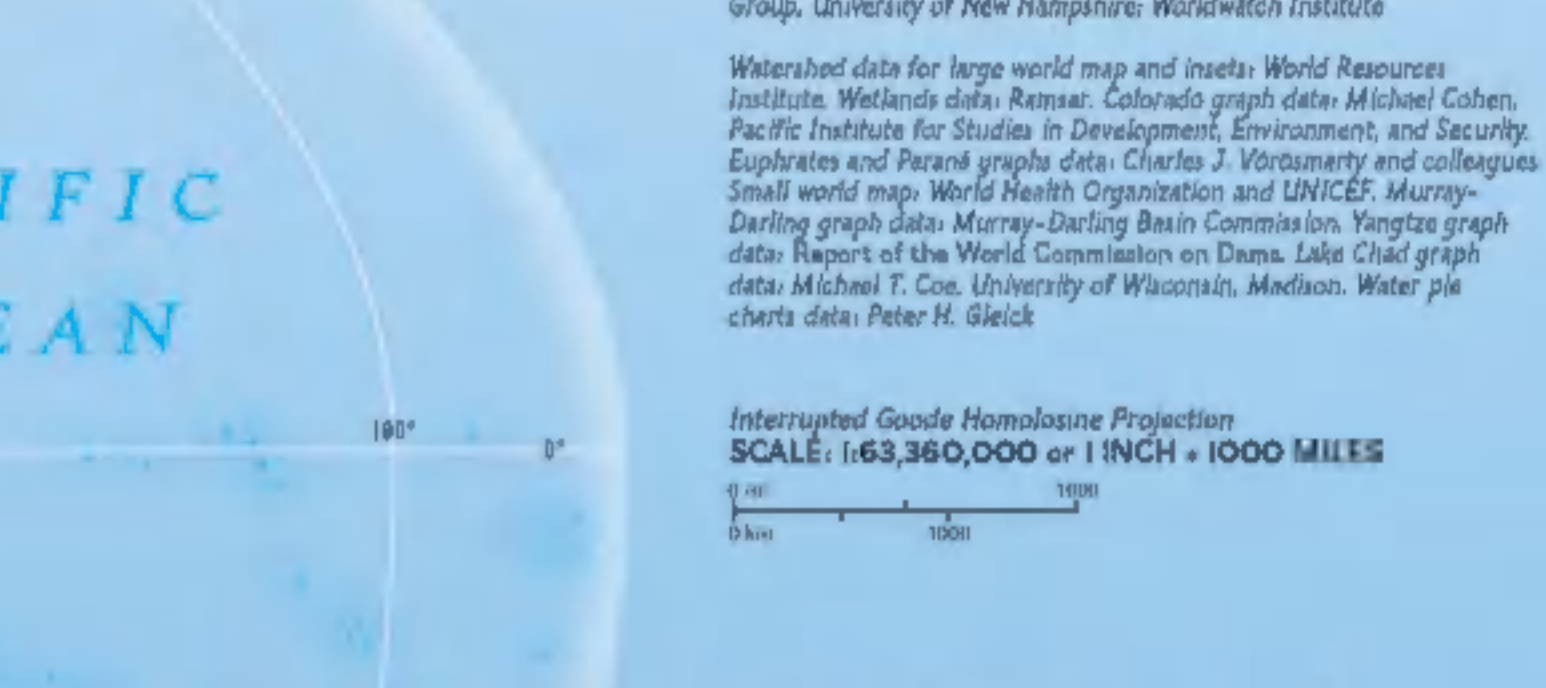 IFIC
EAN
180°
0°
Group, University of New Hampshire; Worldwatch Institute
Watershed data for large world map and insets: World Resources
Institute. Wetlands data: Ramsar. Colorado graph data: Michael Cohen,
Pacific Institute for Studies in Development, Environment, and Security.
Euphrates and Paraná graphs data: Charles J. Vörösmarty and colleagues
Small world map: World Health Organization and UNICEF. Murray-
Darling graph data: Murray-Darling Basin Commission. Yangtze graph
data: Report of the World Commission on Dams. Lake Chad graph
data: Michael T. Coe, University of Wisconsin, Madison. Water pie
charts data: Peter H. Gleick
Interrupted Goode Homolosine Projection
SCALE: 1:63,360,000 or 1 INCH = 1000 MILES
0 mi 1000
0 km 1000